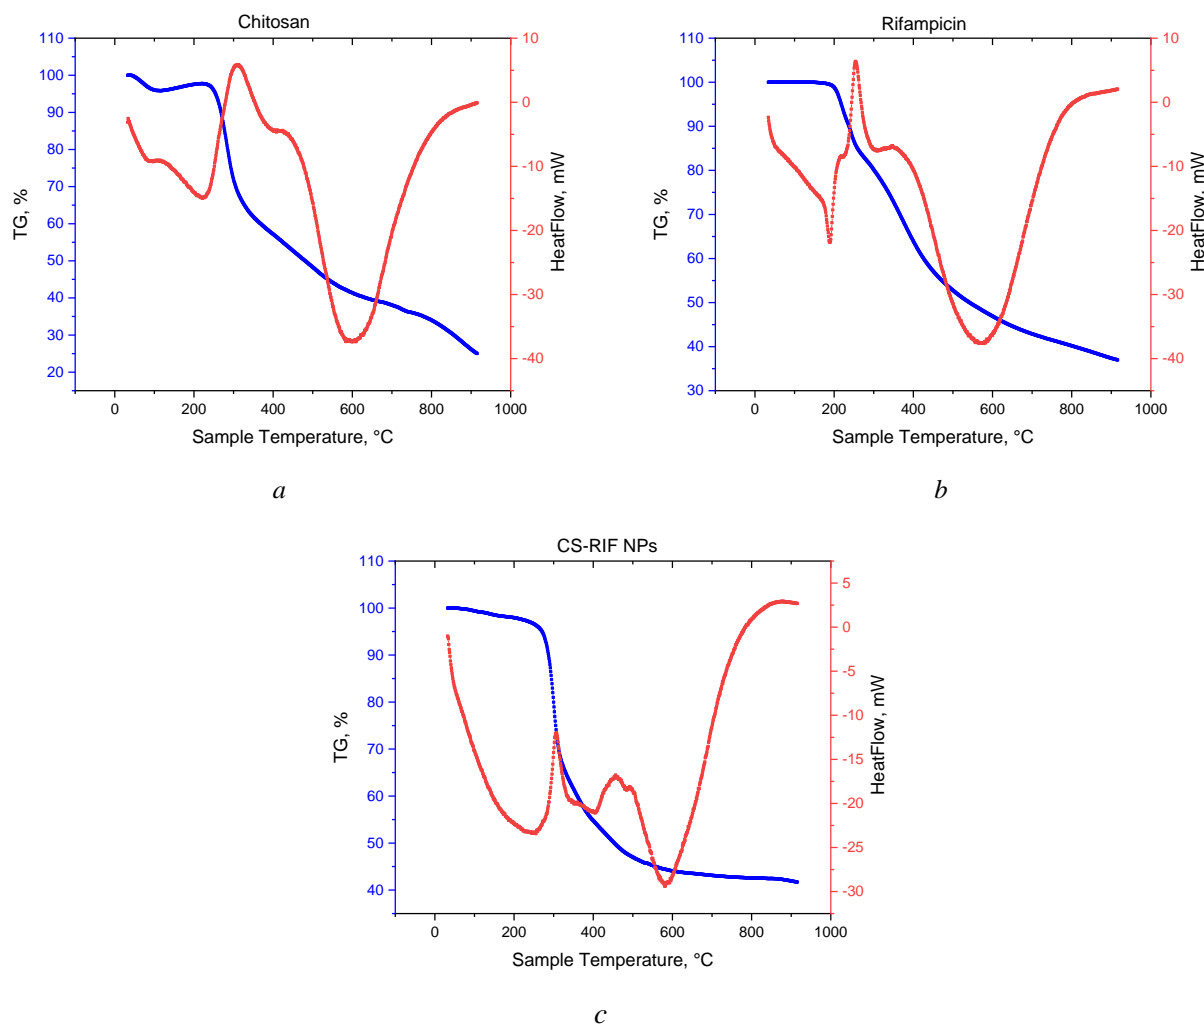 Chitosan
110
100
90
80
70
60
50
40
30
20
TG, %
10
0
-10
-20
-30
-40
HeatFlow, mW
0 200 400 600 800 1000
Sample Temperature, °C
a
Rifampicin
110
100
90
80
70
60
50
40
30
TG, %
10
0
-10
-20
-30
-40
HeatFlow, mW
0 200 400 600 800 1000
Sample Temperature, °C
b
CS-RIF NPs
110
100
90
80
70
60
50
40
TG, %
5
0
-5
-10
-15
-20
-25
-30
HeatFlow, mW
0 200 400 600 800 1000
Sample Temperature, °C
c